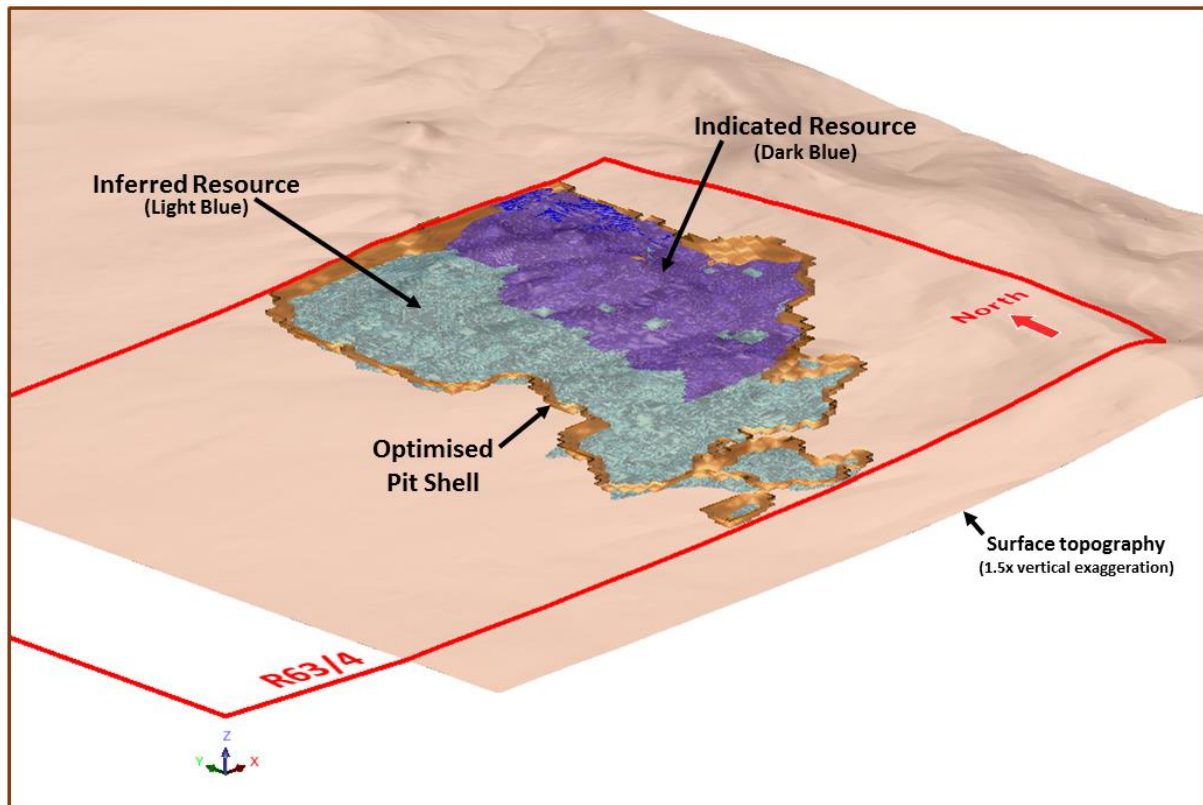 Indicated Resource
(Dark Blue)
Inferred Resource
(Light Blue)
North
Optimised
Pit Shell
Surface topography
(1.5x vertical exaggeration)
R63/4
Z
Y
X